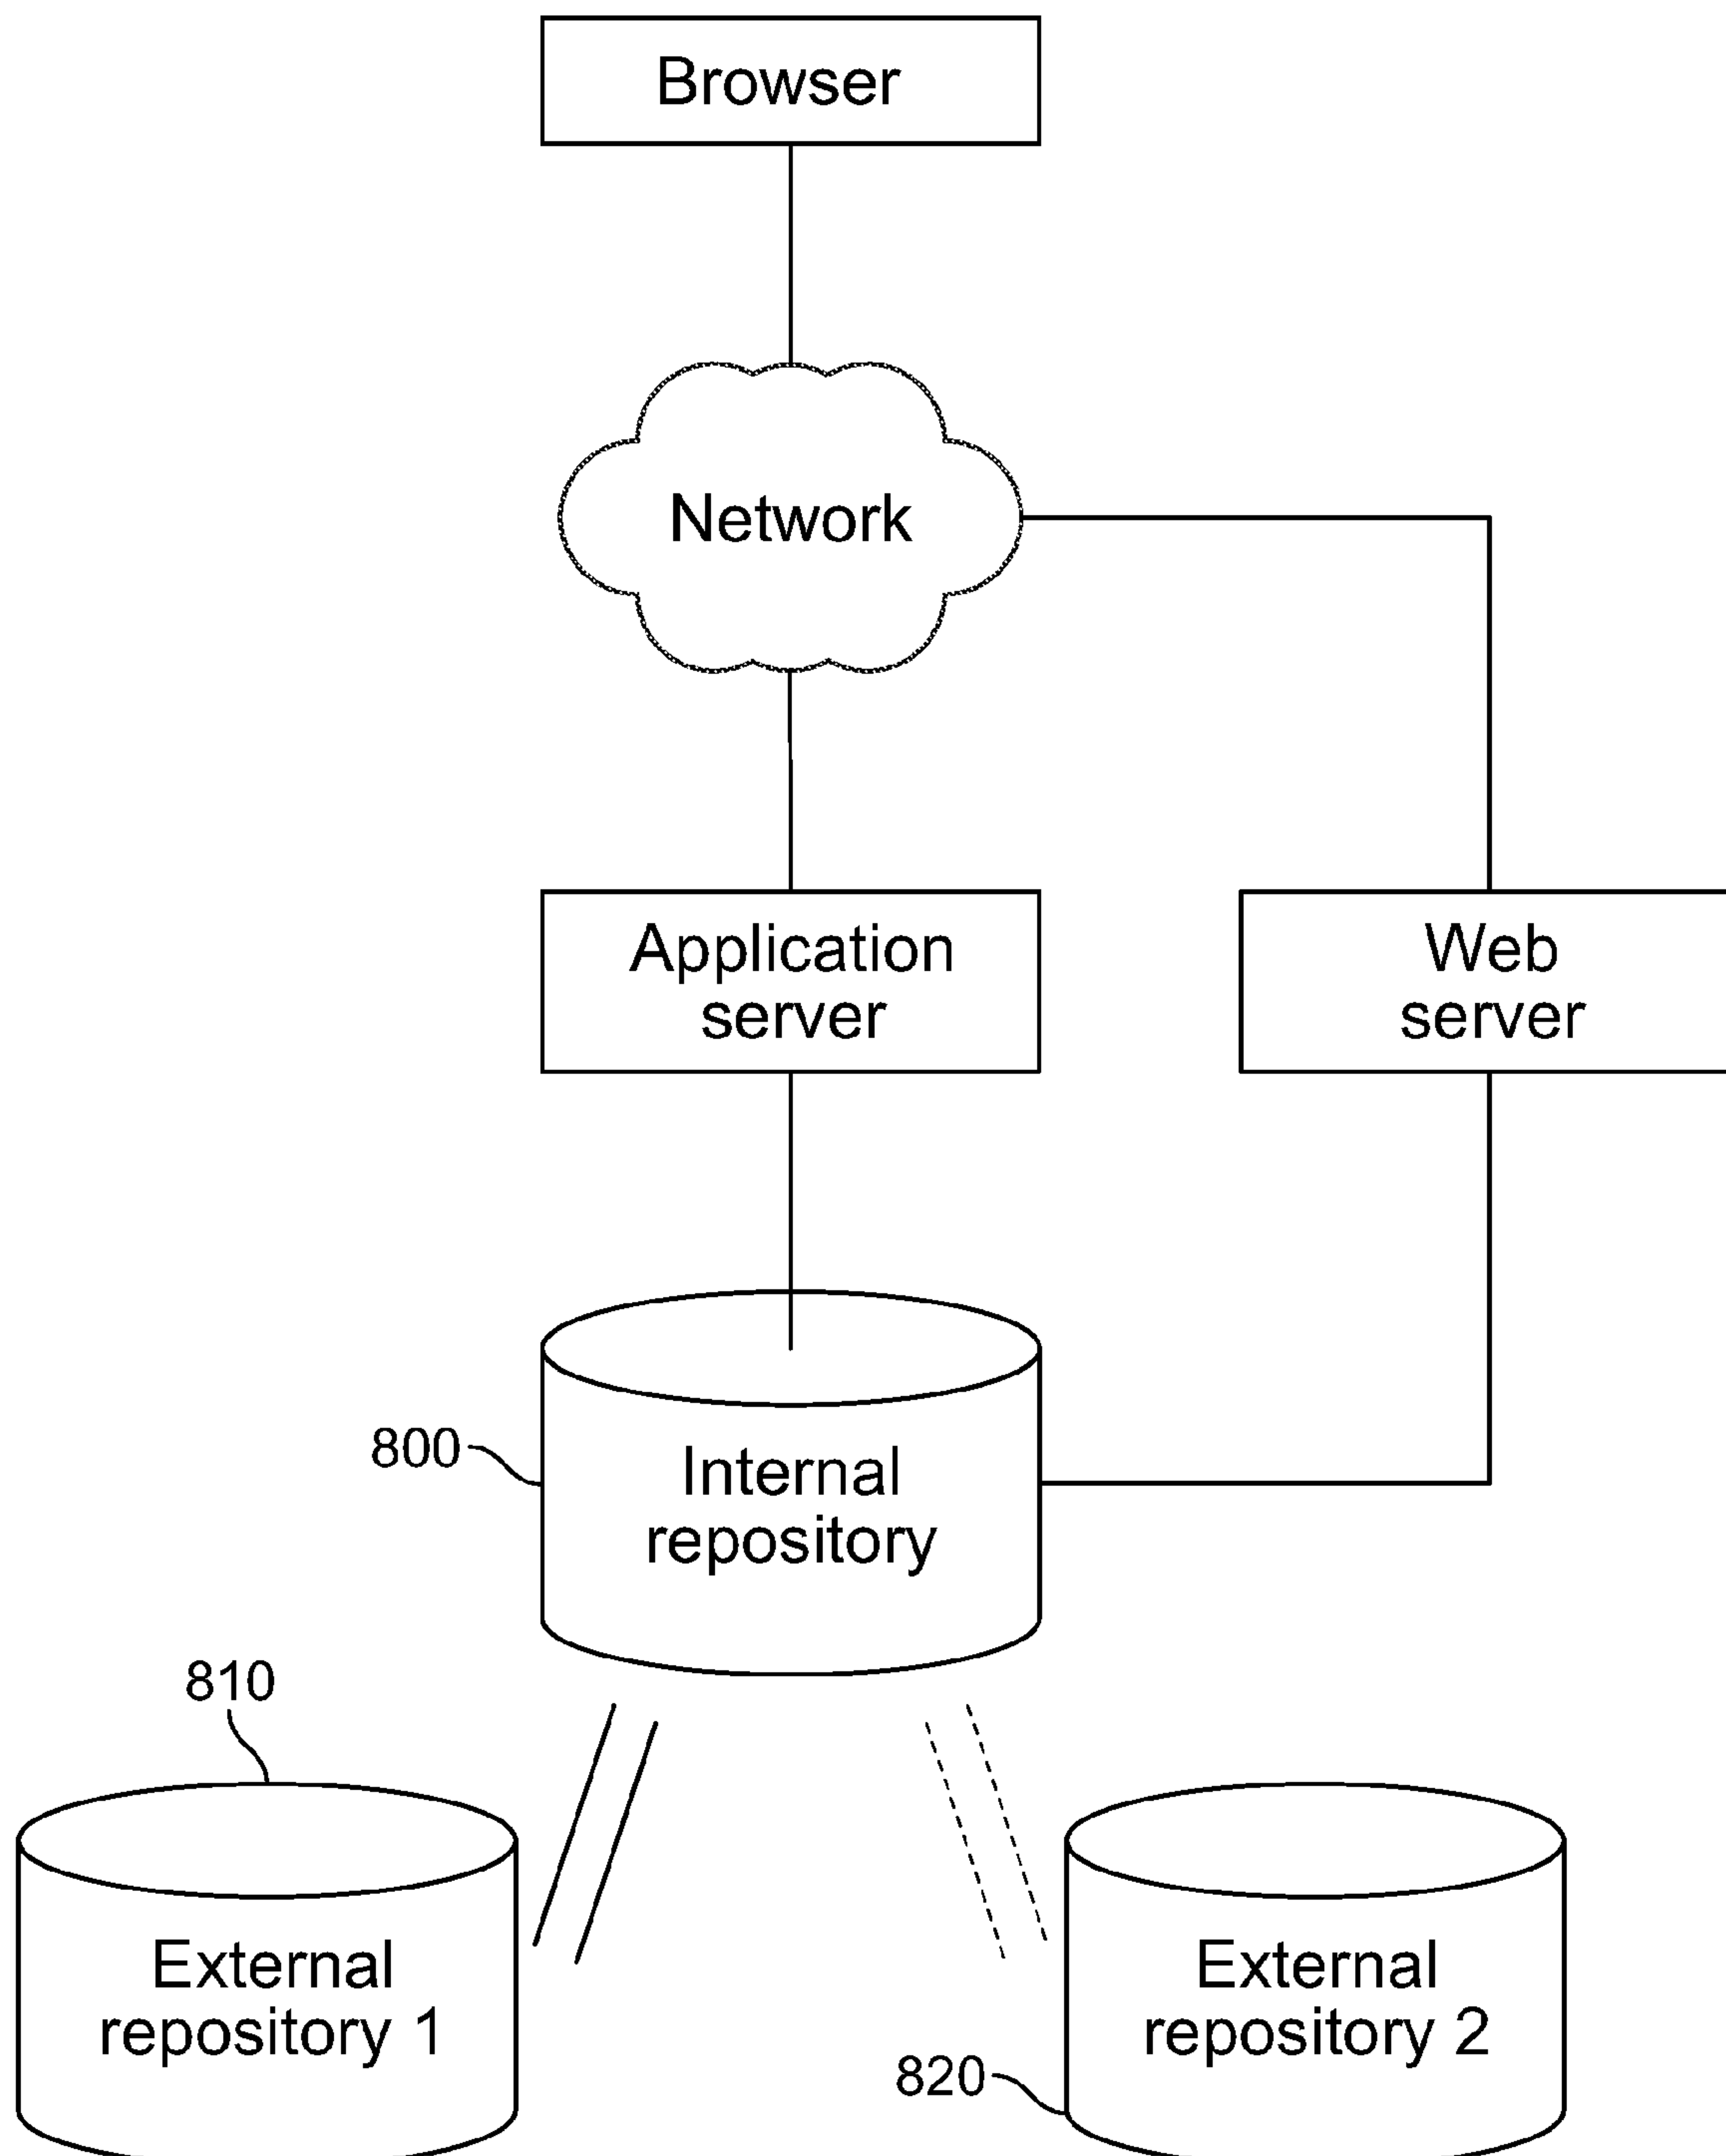 Browser
Network
Application
server
Web
server
800
Internal
repository
810
External
repository 1
820
External
repository 2